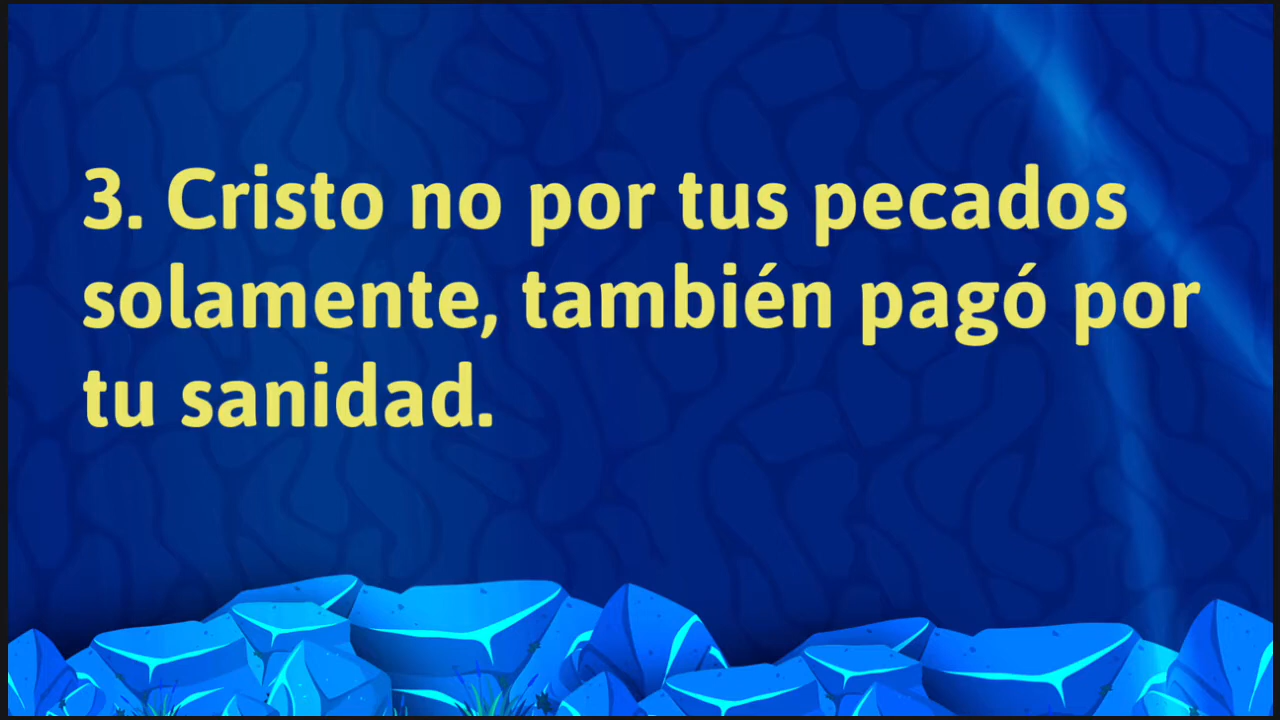 3. Cristo no por tus pecados
solamente, también pagó por
tu sanidad.